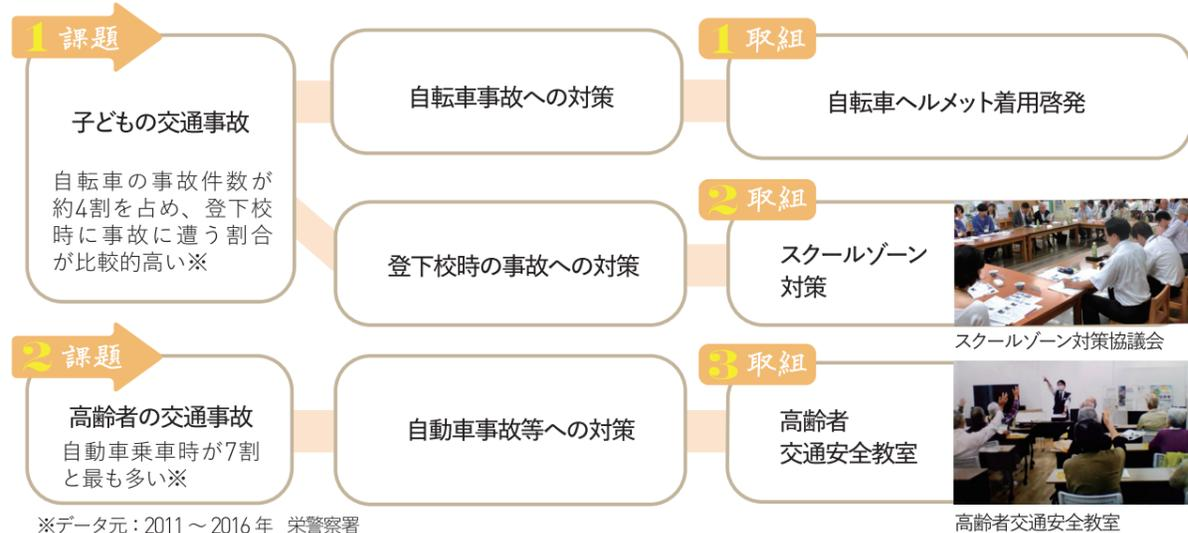 1 課題
子どもの交通事故
自転車の事故件数が
約4割を占め、登下校
時に事故に遭う割合
が比較的高い※
自転車事故への対策
1 取組
自転車ヘルメット着用啓発
登下校時の事故への対策
2 取組
スクールゾーン
対策
スクールゾーン対策協議会
2 課題
高齢者の交通事故
自動車乗車時が7割
と最も多い※
自動車事故等への対策
3 取組
高齢者
交通安全教室
高齢者交通安全教室
※データ元：2011～2016年 栄警察署